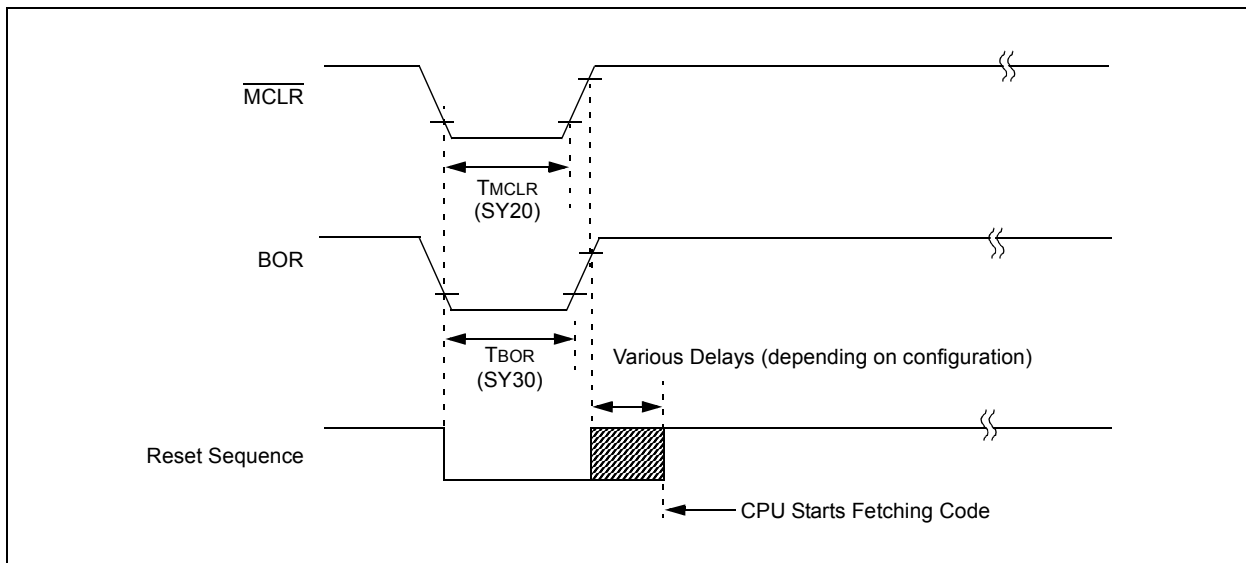 MCLR
TMCLR
(SY20)
BOR
TBOR
(SY30)
Various Delays (depending on configuration)
Reset Sequence
CPU Starts Fetching Code